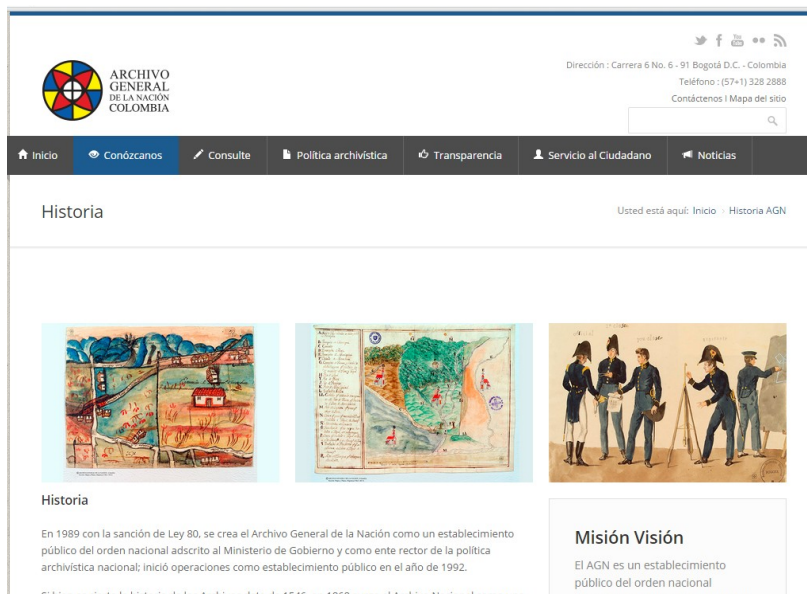 ARCHIVO
GENERAL
DE LA NACIÓN
COLOMBIA
Dirección : Carrera 6 No. 6 - 91 Bogotá D.C. - Colombia
Teléfono : (57+1) 328 2888
Contáctenos I Mapa del sitio
Inicio
Conózcanos
Consulte
Política archivística
Transparencia
Servicio al Ciudadano
Noticias
Historia
Usted está aquí: Inicio Historia AGN
Historia
En 1989 con la sanción de Ley 80, se crea el Archivo General de la Nación como un establecimiento
público del orden nacional adscrito al Ministerio de Gobierno y como ente rector de la política
archivística nacional; inició operaciones como establecimiento público en el año de 1992.
Misión Visión
El AGN es un establecimiento
público del orden nacional